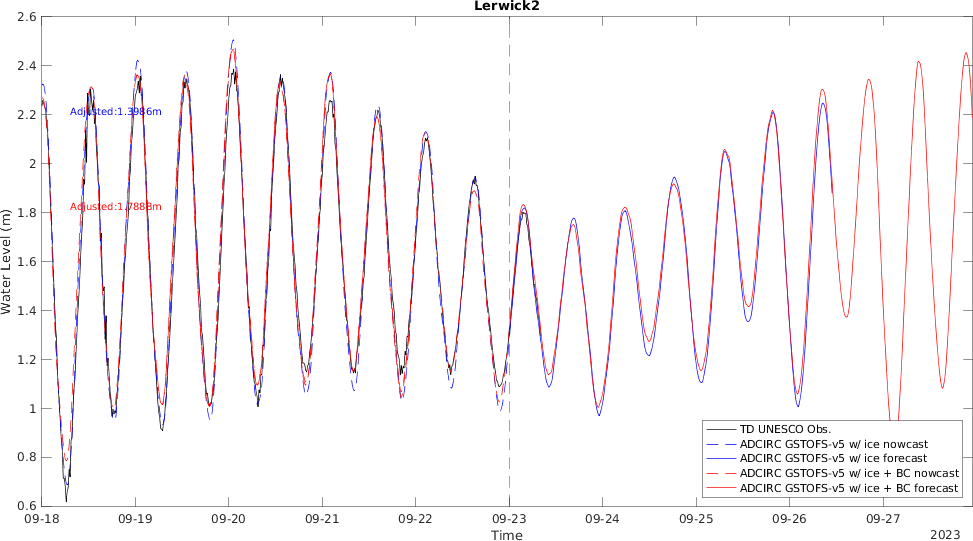 Lerwick2
2.6
2.4
2.2
2
1.8
1.6
1.4
1.2
1
0.8
0.6
Water Level (m)
Adjusted:1.3986m
Adjusted:1.7888m
TD UNESCO Obs.
ADCIRC GSTOFS-v5 w/ ice nowcast
ADCIRC GSTOFS-v5 w/ ice forecast
ADCIRC GSTOFS-v5 w/ ice + BC nowcast
ADCIRC GSTOFS-v5 w/ ice + BC forecast
09-18 09-19 09-20 09-21 09-22 09-23 09-24 09-25 09-26 09-27
Time
2023